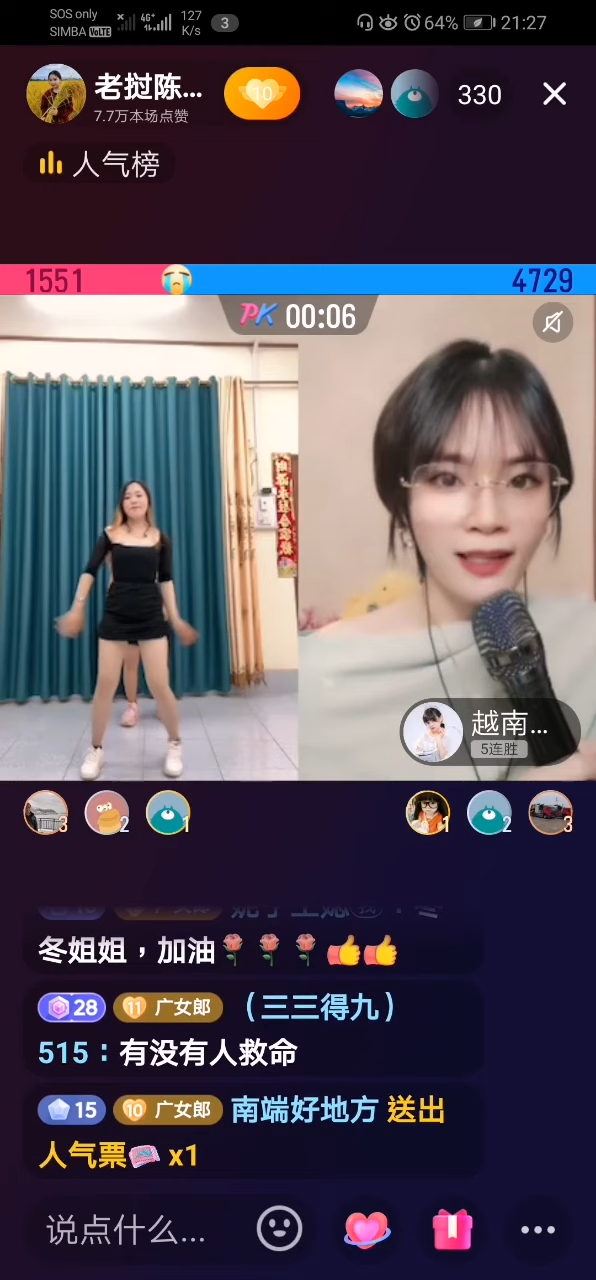 SOS only
SIMBA VoLTE
4G+
127
K/s
3
64%
21:27
老挝陈...
7.7万本场点赞
10
330
人气榜
1551
4729
PK 00:06
越南...
5连胜
3
2
1
1
2
3
冬姐姐，加油
28
11 广女郎
（三三得九）
515：有没有人救命
15
10 广女郎
南端好地方 送出
人气票 x1
说点什么...